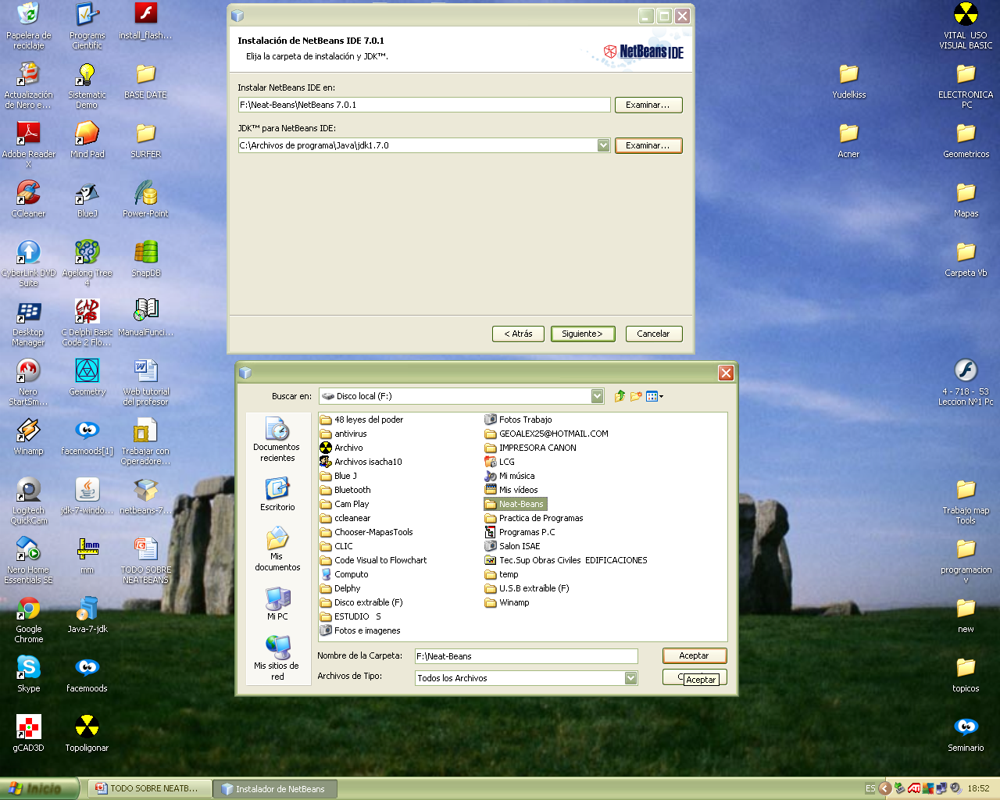 Papelera de
reciclaje
Programs
Cientific
install_flash...
Actualización
de Nero e...
Sistematic
Demo
BASE DATE
Adobe Reader
X
Mind Pad
SURFER
CCleaner
BlueJ
Power-Point
CyberLink DVD
Suite
Agelong Tree
4
SnapDB
Desktop
Manager
C Delphi Basic
Code 2 Flo...
ManualFunci...
Nero
StartSm...
Geometry
Web tutorial
del profesor
Winamp
facemoods[1]
Trabajar con
Operadore...
Logitech
QuickCam
jdk-7-windo...
netbeans-7...
Nero Home
Essentials SE
mm
TODO SOBRE
NEATBEANS
Google
Chrome
Java-7-jdk
Skype
facemoods
gCAD3D
Topoligonar
Instalación de NetBeans IDE 7.0.1
Elija la carpeta de instalación y JDK™.
NetBeans IDE
Instalar NetBeans IDE en:
F:\Neat-Beans\NetBeans 7.0.1
Examinar...
JDK™ para NetBeans IDE:
C:\Archivos de programa\Java\jdk1.7.0
Examinar...
< Atrás
Siguiente>
Cancelar
Buscar en:
Disco local (F:)
Documentos
recientes
Escritorio
Mis
documentos
Mi PC
Mis sitios de
red
48 leyes del poder
antivirus
Archivo
Archivos isacha10
Blue J
Bluetooth
Cam Play
ccleanear
Chooser-MapasTools
CLIC
Code Visual to Flowchart
Computo
Delphy
Disco extraíble (F)
ESTUDIO S
Fotos e imagenes
Fotos Trabajo
GEOALEX25@HOTMAIL.COM
IMPRESORA CANON
LCG
Mi música
Mis vídeos
Neat-Beans
Practica de Programas
Programas P.C
Salon ISAE
Tec.Sup Obras Civiles EDIFICACIONES
temp
U.S.B extraíble (F)
Winamp
Nombre de la Carpeta:
F:\Neat-Beans
Aceptar
Archivos de Tipo:
Todos los Archivos
Aceptar
VITAL USO
VISUAL BASIC
Yudelkiss
ELECTRONICA
PC
Acner
Geometricos
Mapas
Carpeta Vb
4 - 718 - 53
Leccion Nº1 Pc
Trabajo map
Tools
programacion
v
new
topicos
Seminario
Inicio
TODO SOBRE NEATB...
Instalador de NetBeans
ES
18:52